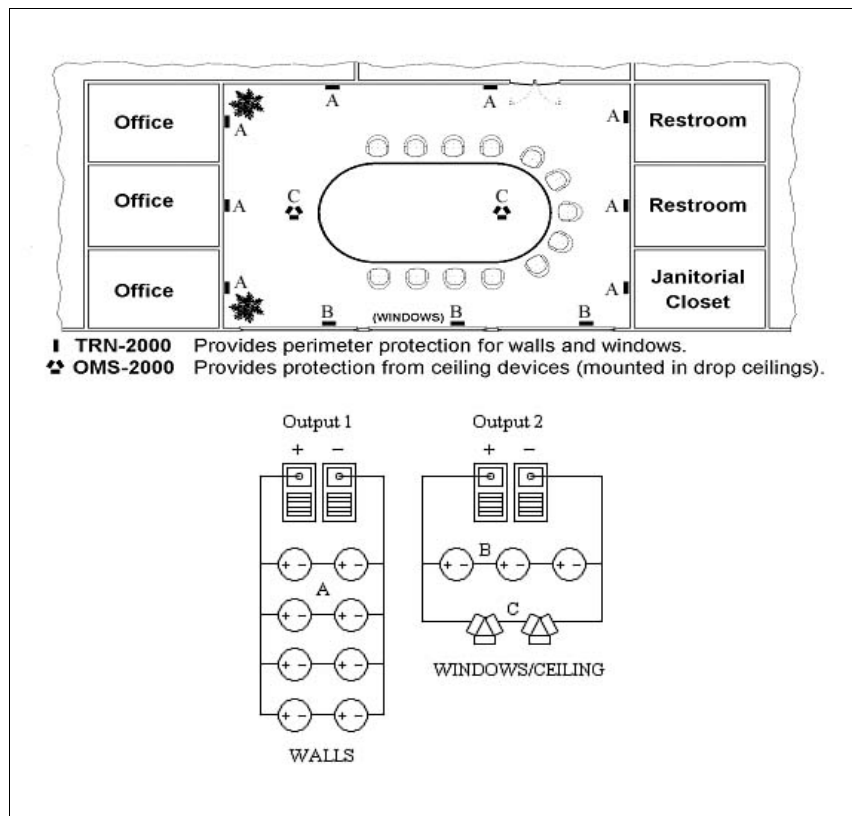 A
A
Office
A
A
Restroom
Office
A
C
C
A
Restroom
Office
A
A
Janitorial
Closet
B
(WINDOWS)
B
B
TRN-2000 Provides perimeter protection for walls and windows.
OMS-2000 Provides protection from ceiling devices (mounted in drop ceilings).
Output 1
+ −
Output 2
+ −
+ − + −
A
+ − + −
+ − + −
+ − + −
WALLS
B
+ − + − + −
C
WINDOWS/CEILING